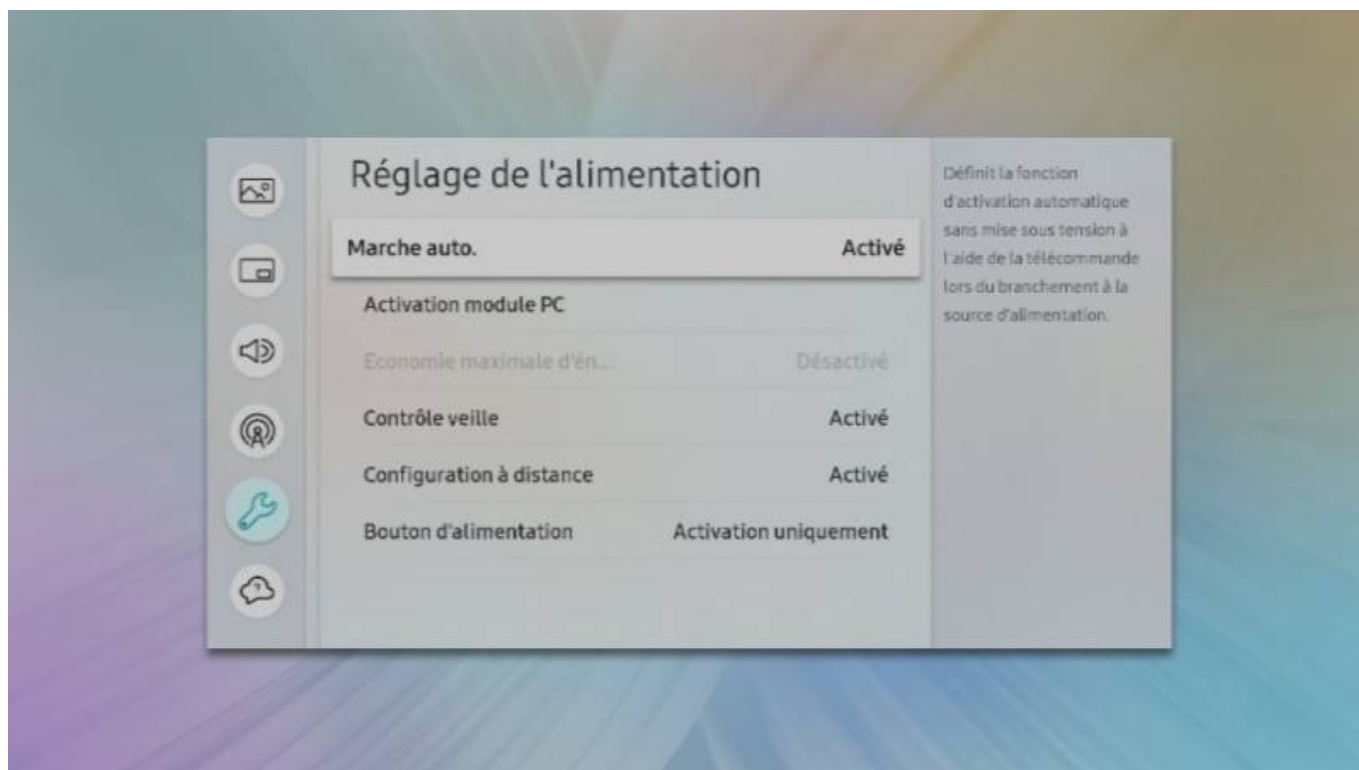 Réglage de l'alimentation
Marche auto. Activé
Activation module PC
Economie maximale d'én... Désactivé
Contrôle veille Activé
Configuration à distance Activé
Bouton d'alimentation Activation uniquement
Définit la fonction
d'activation automatique
sans mise sous tension à
l'aide de la télécommande
lors du branchement à la
source d'alimentation.